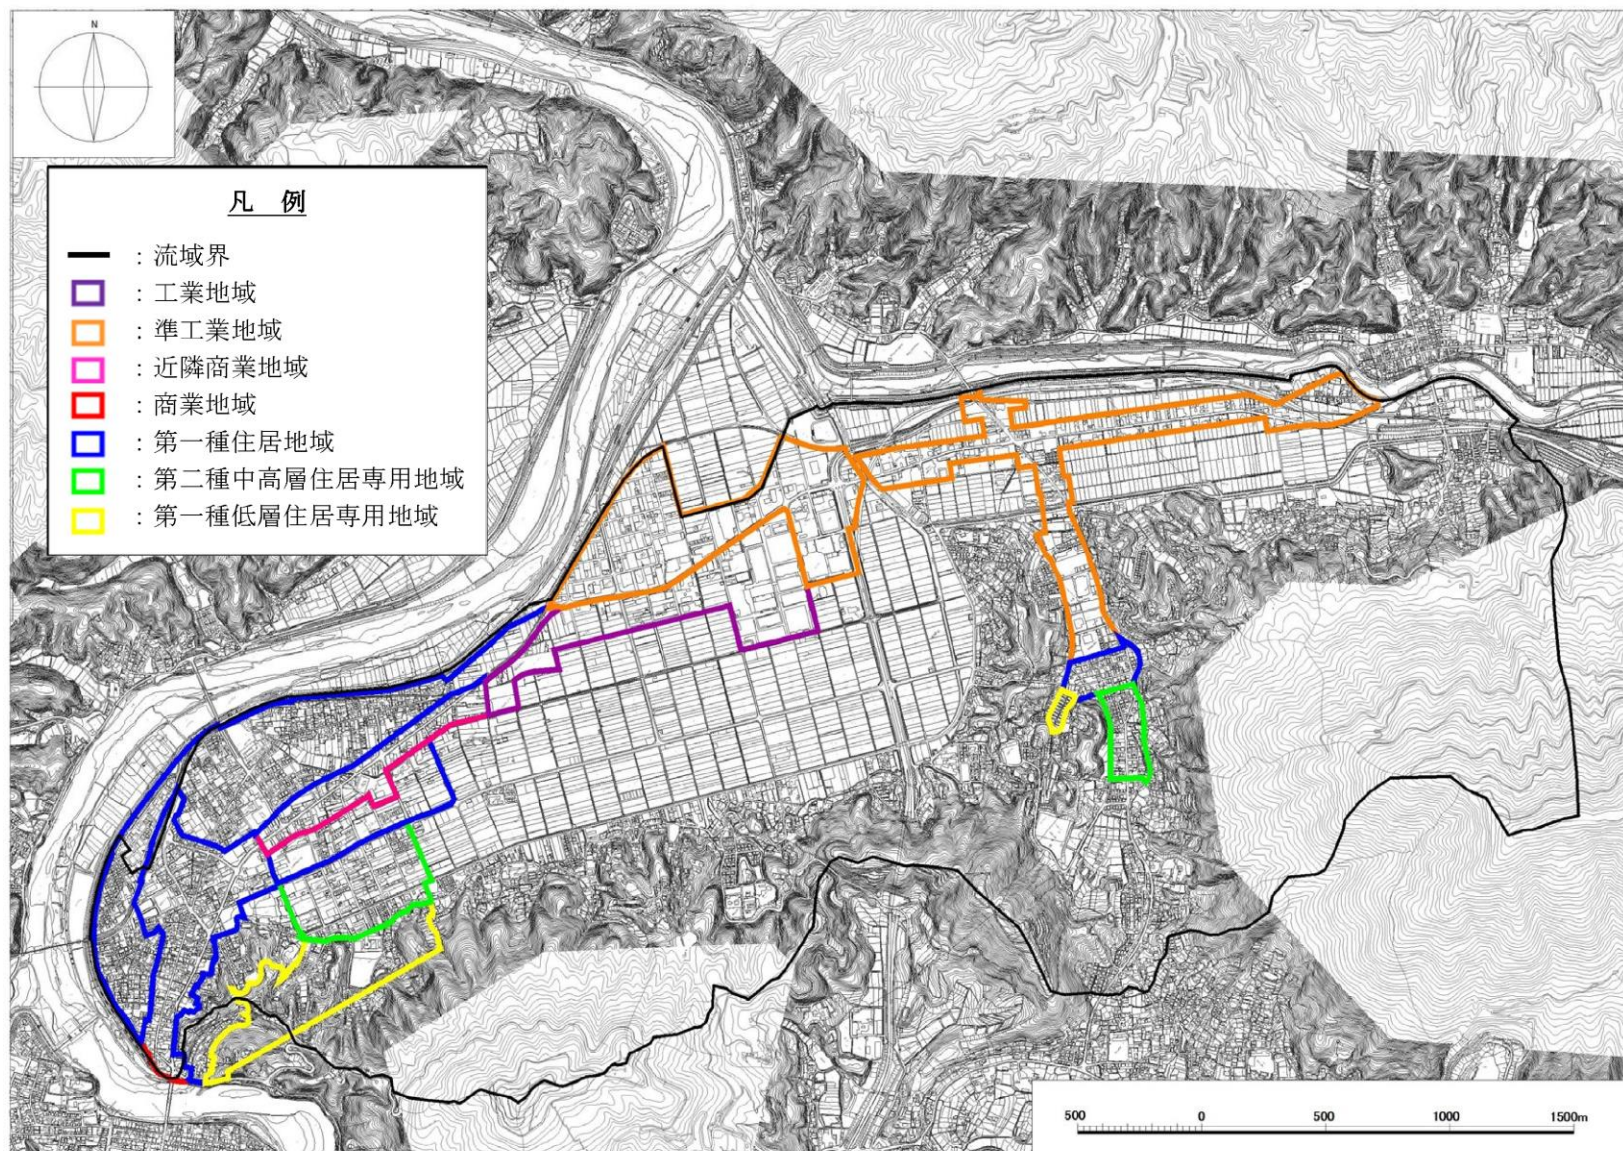 N
凡 例
：流域界
：工業地域
：準工業地域
：近隣商業地域
：商業地域
：第一種住居地域
：第二種中高層住居専用地域
：第一種低層住居専用地域
500 0 500 1000 1500m